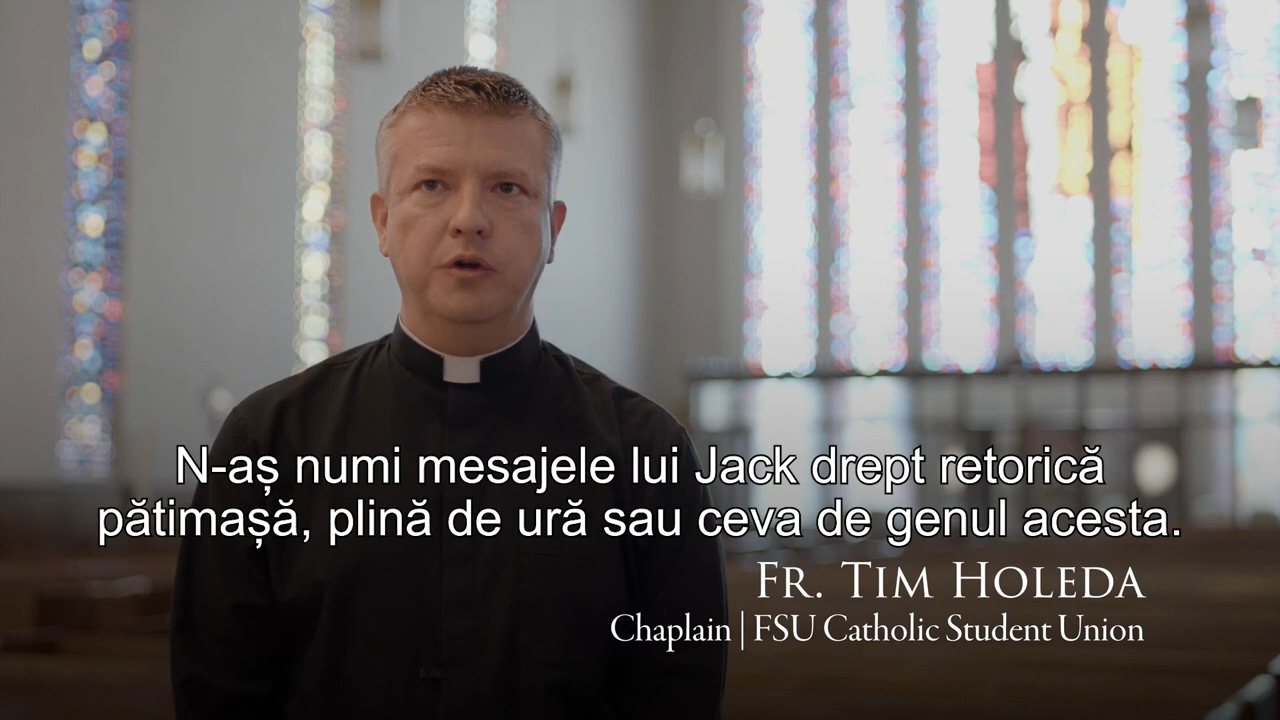 N-aș numi mesajele lui Jack drept retorică
pătimașă, plină de ură sau ceva de genul acesta.
FR. TIM HOLEDA
Chaplain | FSU Catholic Student Union